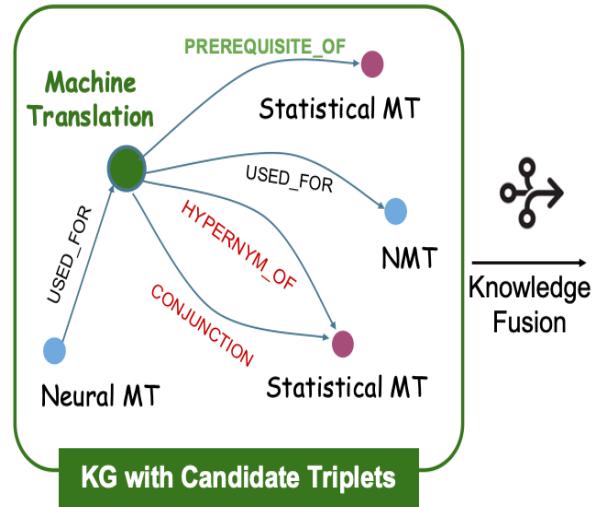 PREREQUISITE_OF
Machine
Translation
Statistical MT
USED_FOR
USED_FOR
HYPERNYM_OF
NMT
CONJUNCTION
Knowledge
Fusion
Neural MT
Statistical MT
KG with Candidate Triplets